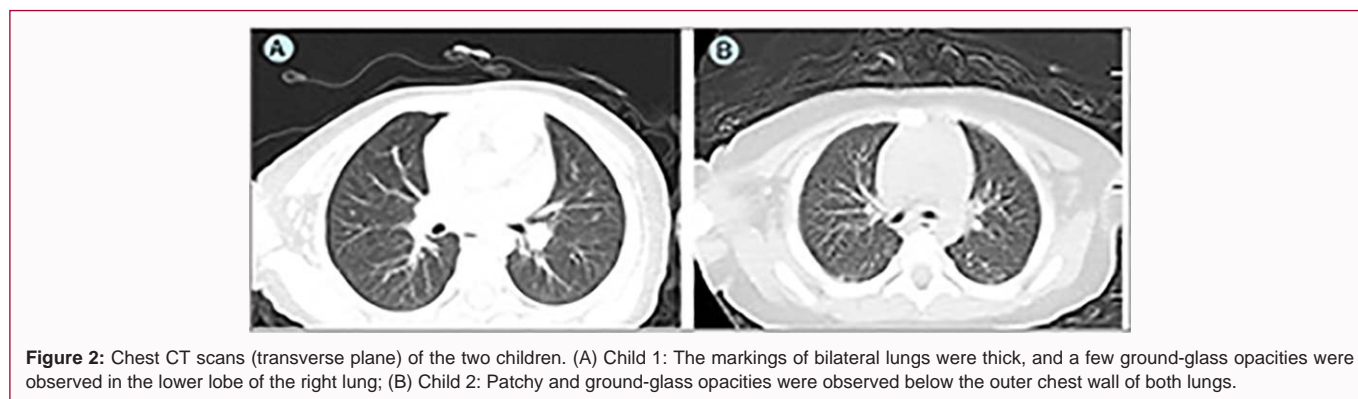 A
B
Figure 2: Chest CT scans (transverse plane) of the two children. (A) Child 1: The markings of bilateral lungs were thick, and a few ground-glass opacities were
observed in the lower lobe of the right lung; (B) Child 2: Patchy and ground-glass opacities were observed below the outer chest wall of both lungs.